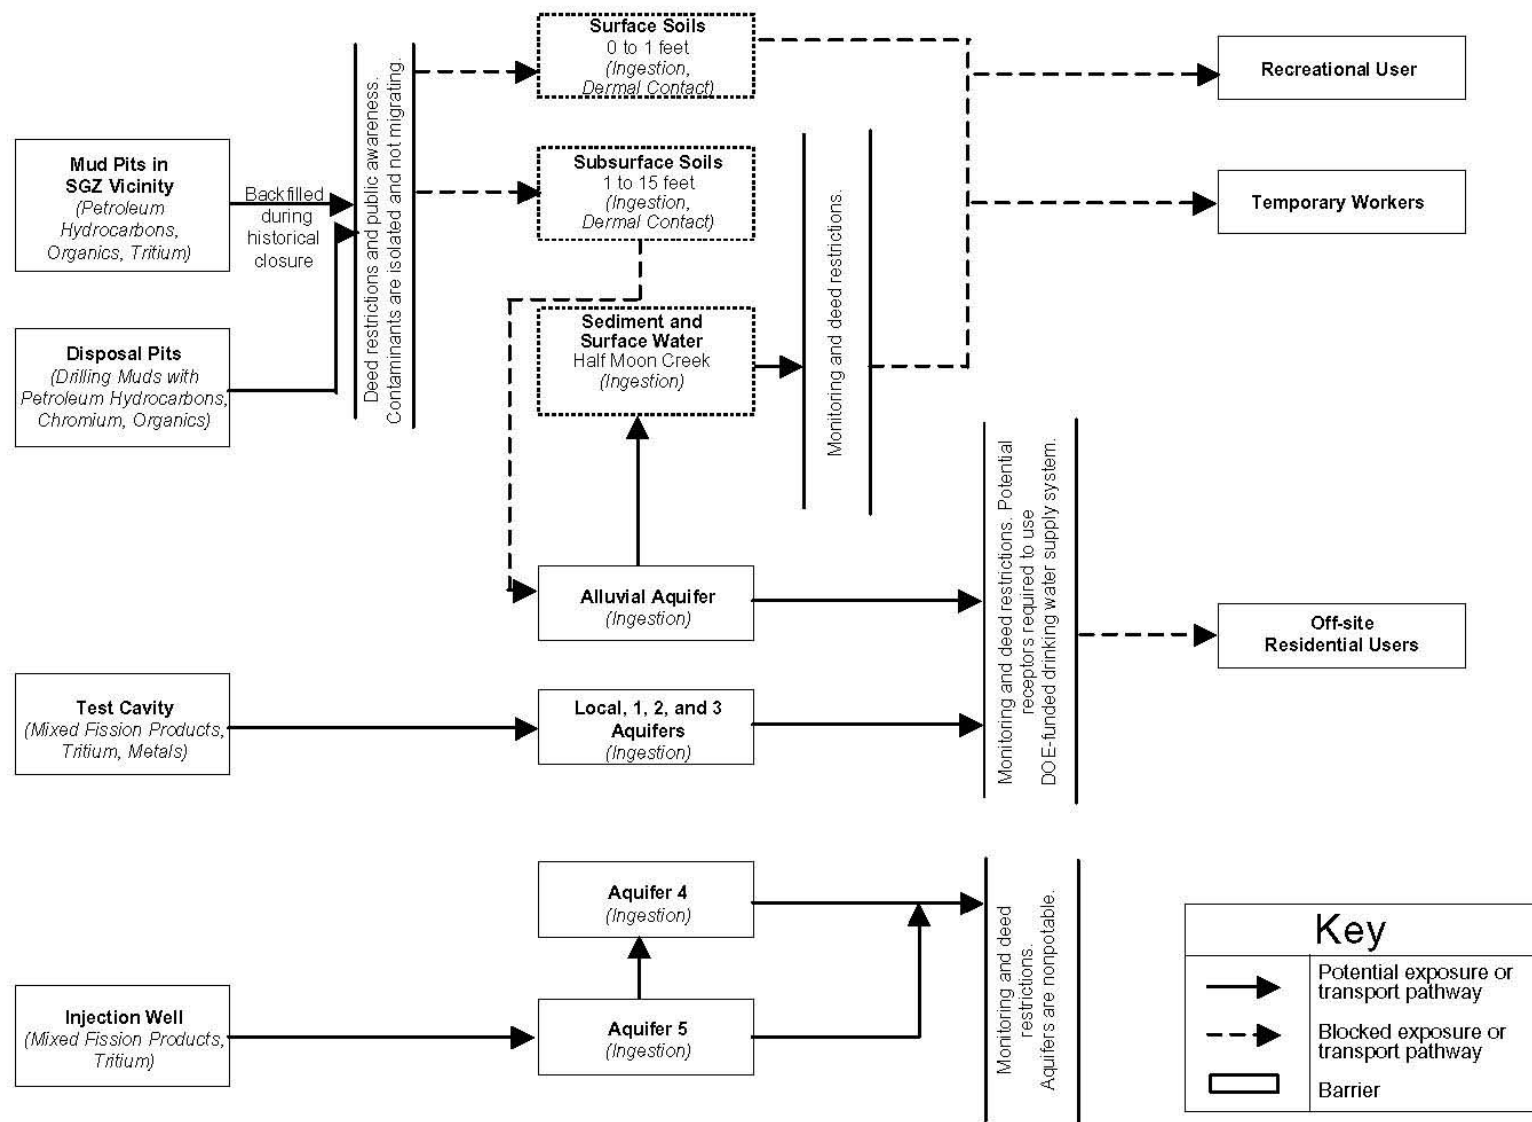 Surface Soils
0 to 1 feet
(Ingestion,
Dermal Contact)
Recreational User
Mud Pits in
SGZ Vicinity
(Petroleum
Hydrocarbons,
Organics, Tritium)
Backfilled
during
historical
closure
Deed restrictions and public awareness.
Contaminants are isolated and not migrating.
Subsurface Soils
1 to 15 feet
(Ingestion,
Dermal Contact)
Temporary Workers
Disposal Pits
(Drilling Muds with
Petroleum Hydrocarbons,
Chromium, Organics)
Sediment and
Surface Water
Half Moon Creek
(Ingestion)
Monitoring and deed restrictions.
Alluvial Aquifer
(Ingestion)
Monitoring and deed restrictions. Potential
receptors required to use
DOE-funded drinking water supply system.
Off-site
Residential Users
Test Cavity
(Mixed Fission Products,
Tritium, Metals)
Local, 1, 2, and 3
Aquifers
(Ingestion)
Aquifer 4
(Ingestion)
Monitoring and deed
restrictions.
Aquifers are nonpotable.
Injection Well
(Mixed Fission Products,
Tritium)
Aquifer 5
(Ingestion)
Key
Potential exposure or
transport pathway
Blocked exposure or
transport pathway
Barrier